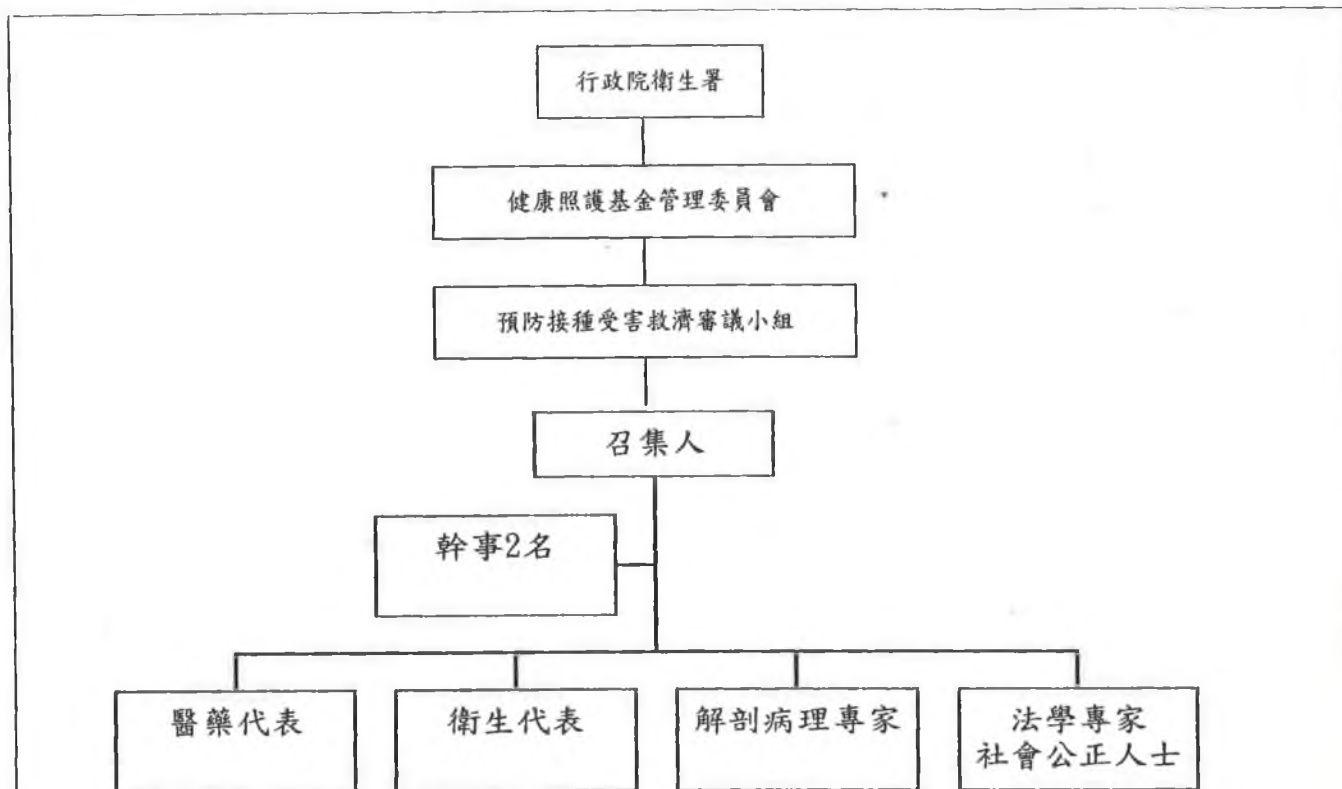 行政院衛生署
健康照護基金管理委員會
預防接種受害救濟審議小組
召集人
幹事2名
醫藥代表
衛生代表
解剖病理專家
法學專家
社會公正人士